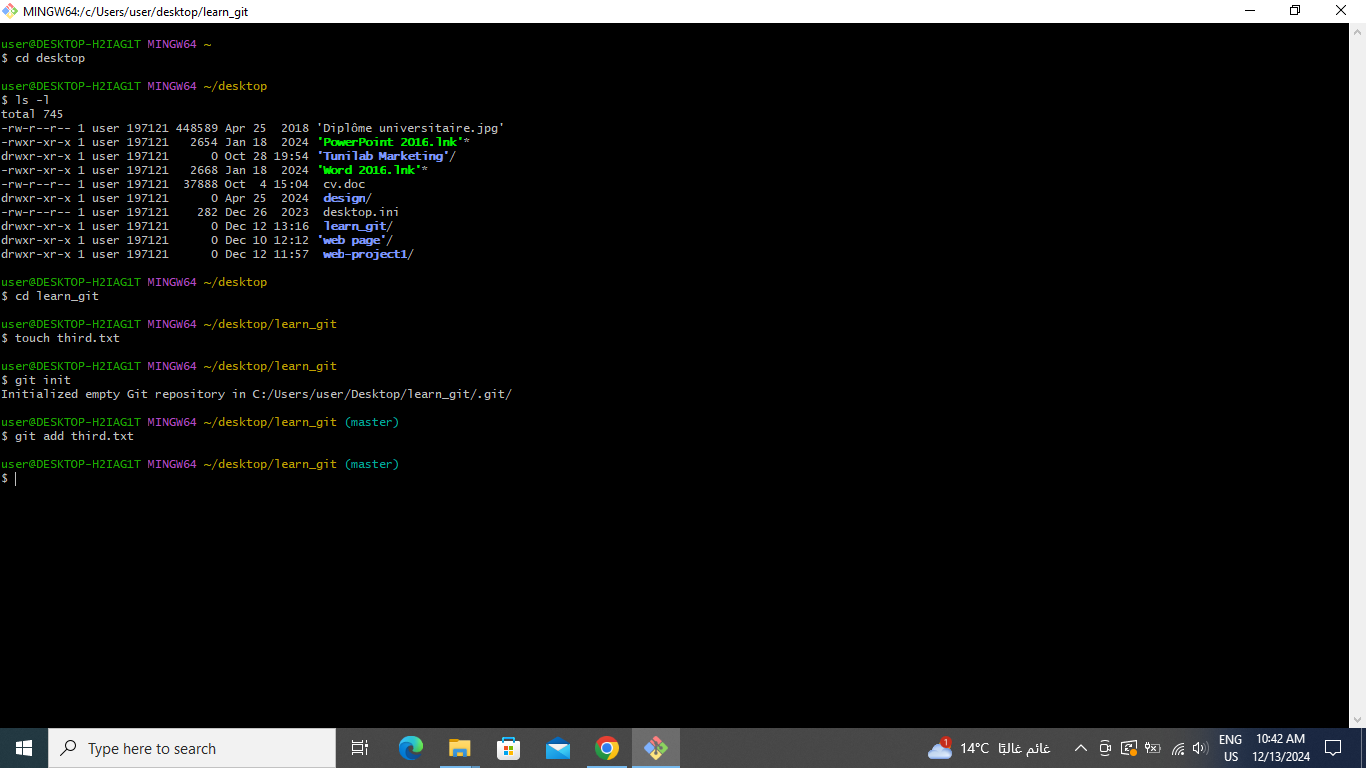 MINGW64:/c/Users/user/desktop/learn_git
user@DESKTOP-H2IAG1T MINGW64 ~
$ cd desktop
user@DESKTOP-H2IAG1T MINGW64 ~/desktop
$ ls -l
total 745
-rw-r--r-- 1 user 197121 448589 Apr 25  2018 'Diplôme universitaire.jpg'
-rwxr-xr-x 1 user 197121   2654 Jan 18  2024 'PowerPoint 2016.lnk'*
drwxr-xr-x 1 user 197121      0 Oct 28 19:54 'Tunilab Marketing'/
-rwxr-xr-x 1 user 197121   2668 Jan 18  2024 'Word 2016.lnk'*
-rw-r--r-- 1 user 197121  37888 Oct  4 15:04  cv.doc
drwxr-xr-x 1 user 197121      0 Apr 25  2024  design/
-rw-r--r-- 1 user 197121    282 Dec 26  2023  desktop.ini
drwxr-xr-x 1 user 197121      0 Dec 12 13:16  learn_git/
drwxr-xr-x 1 user 197121      0 Dec 10 12:12 'web page'/
drwxr-xr-x 1 user 197121      0 Dec 12 11:57  web-project1/
user@DESKTOP-H2IAG1T MINGW64 ~/desktop
$ cd learn_git
user@DESKTOP-H2IAG1T MINGW64 ~/desktop/learn_git
$ touch third.txt
user@DESKTOP-H2IAG1T MINGW64 ~/desktop/learn_git
$ git init
Initialized empty Git repository in C:/Users/user/Desktop/learn_git/.git/
user@DESKTOP-H2IAG1T MINGW64 ~/desktop/learn_git (master)
$ git add third.txt
user@DESKTOP-H2IAG1T MINGW64 ~/desktop/learn_git (master)
$
Type here to search
1
14°C غائم غالبًا
ENG
US
10:42 AM
12/13/2024